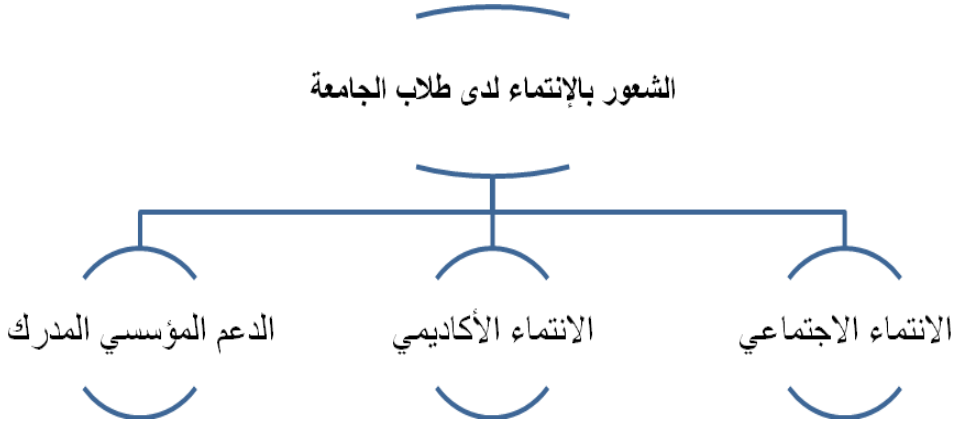 الشعور بالإنتماء لدى طلاب الجامعة
الانتماء الاجتماعي
الانتماء الأكاديمي
الدعم المؤسسي المدرك